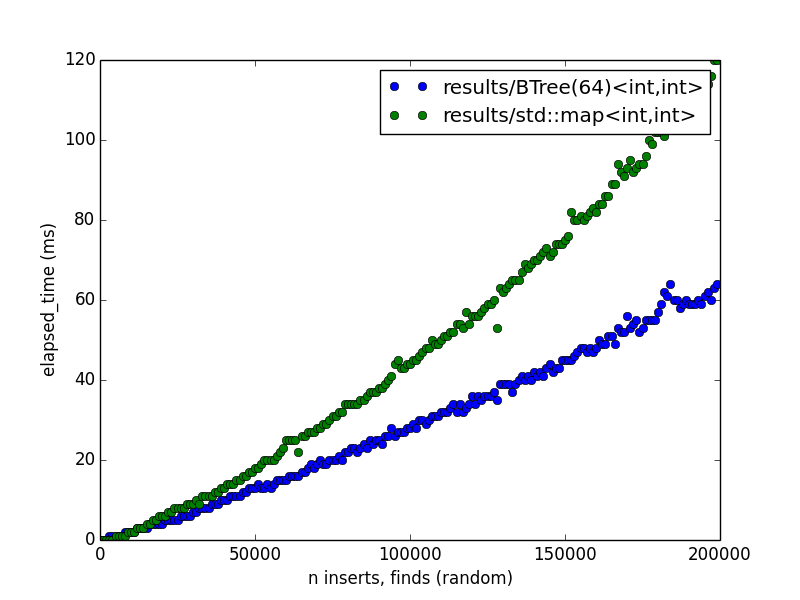 120
100
80
60
40
20
0
elapsed_time (ms)
results/BTree(64)<int,int>
results/std::map<int,int>
0 50000 100000 150000 200000
n inserts, finds (random)